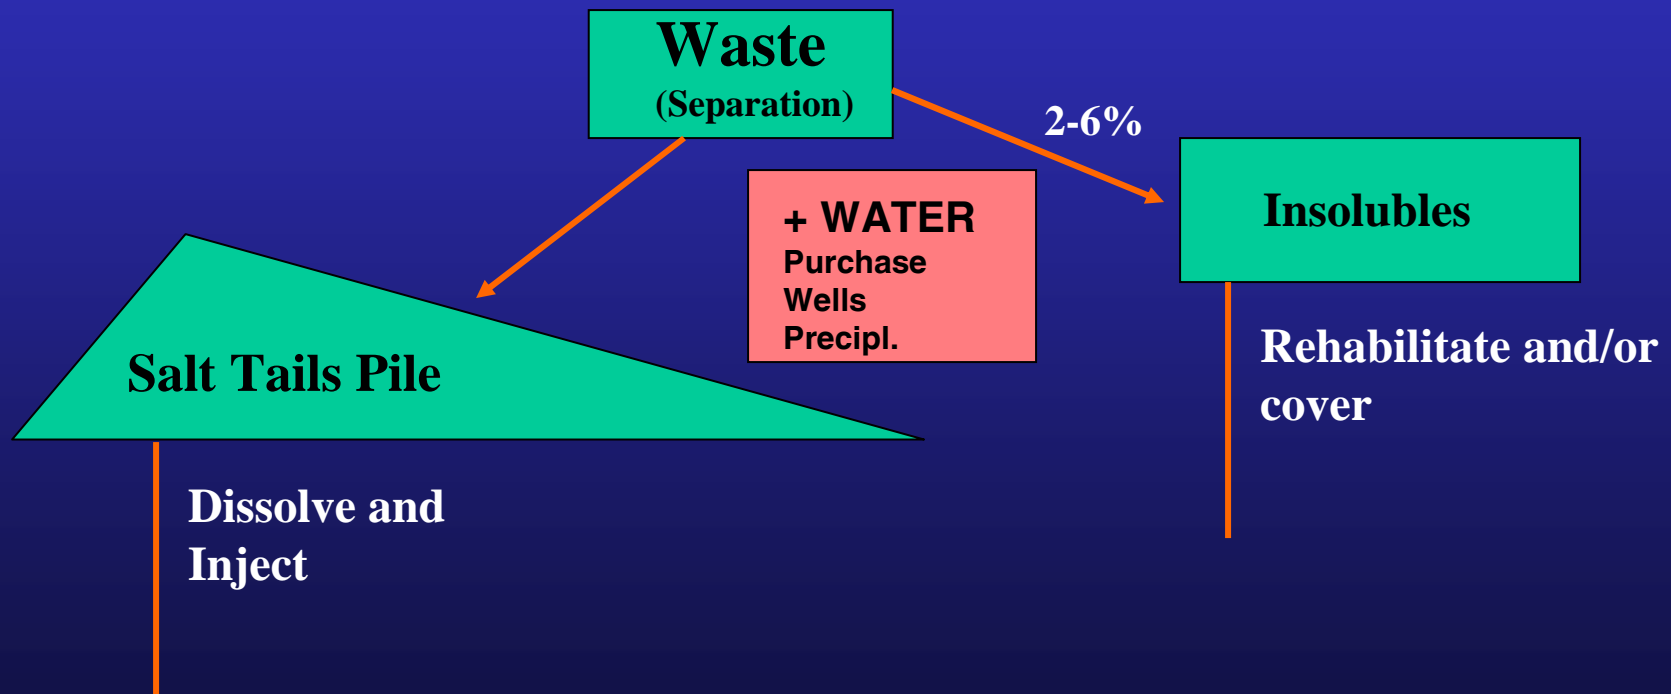 Waste
(Separation)
2-6%
+ WATER
Purchase
Wells
Precipl.
Insolubles
Salt Tails Pile
Rehabilitate and/or
cover
Dissolve and
Inject